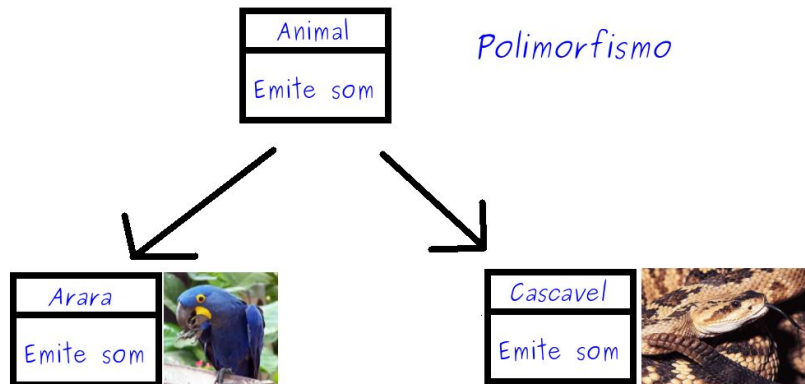 Animal
Polimorfismo
Emite som
Arara
Emite som
Cascavel
Emite som